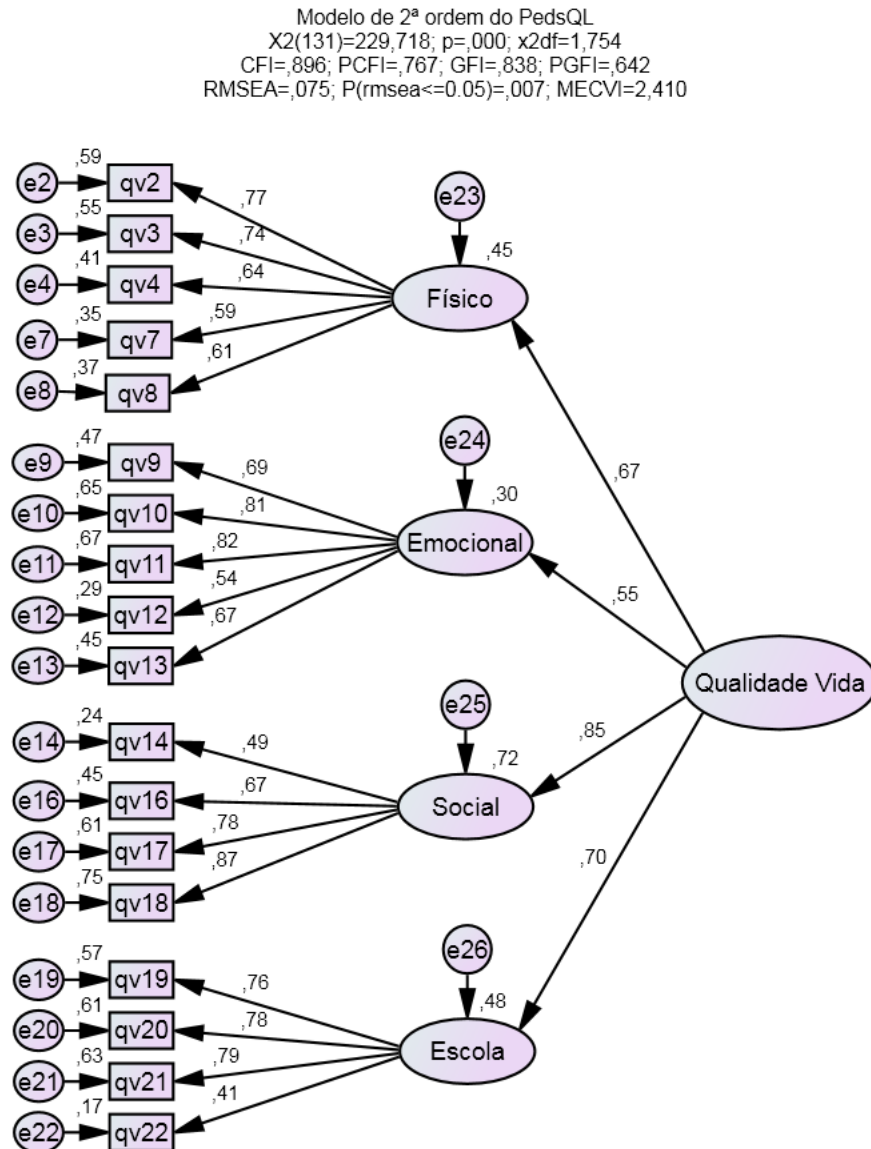 Modelo de 2ª ordem do PedsQL
X2(131)=229,718; p=,000; x2df=1,754
CFI=,896; PCFI=,767; GFI=,838; PGFI=,642
RMSEA=,075; P(rmsea<=0.05)=,007; MECVI=2,410
e2
,59
qv2
,77
e3
,55
qv3
,74
e4
,41
qv4
,64
e7
,35
qv7
,59
e8
,37
qv8
,61
e23
,45
Físico
,67
e9
,47
qv9
,69
e10
,65
qv10
,81
e11
,67
qv11
,82
e12
,29
qv12
,54
e13
,45
qv13
,67
e24
,30
Emocional
,55
Qualidade Vida
e14
,24
qv14
,49
e16
,45
qv16
,67
e17
,61
qv17
,78
e18
,75
qv18
,87
e25
,72
Social
,85
e19
,57
qv19
,76
e20
,61
qv20
,78
e21
,63
qv21
,79
e22
,17
qv22
,41
e26
,48
Escola
,70